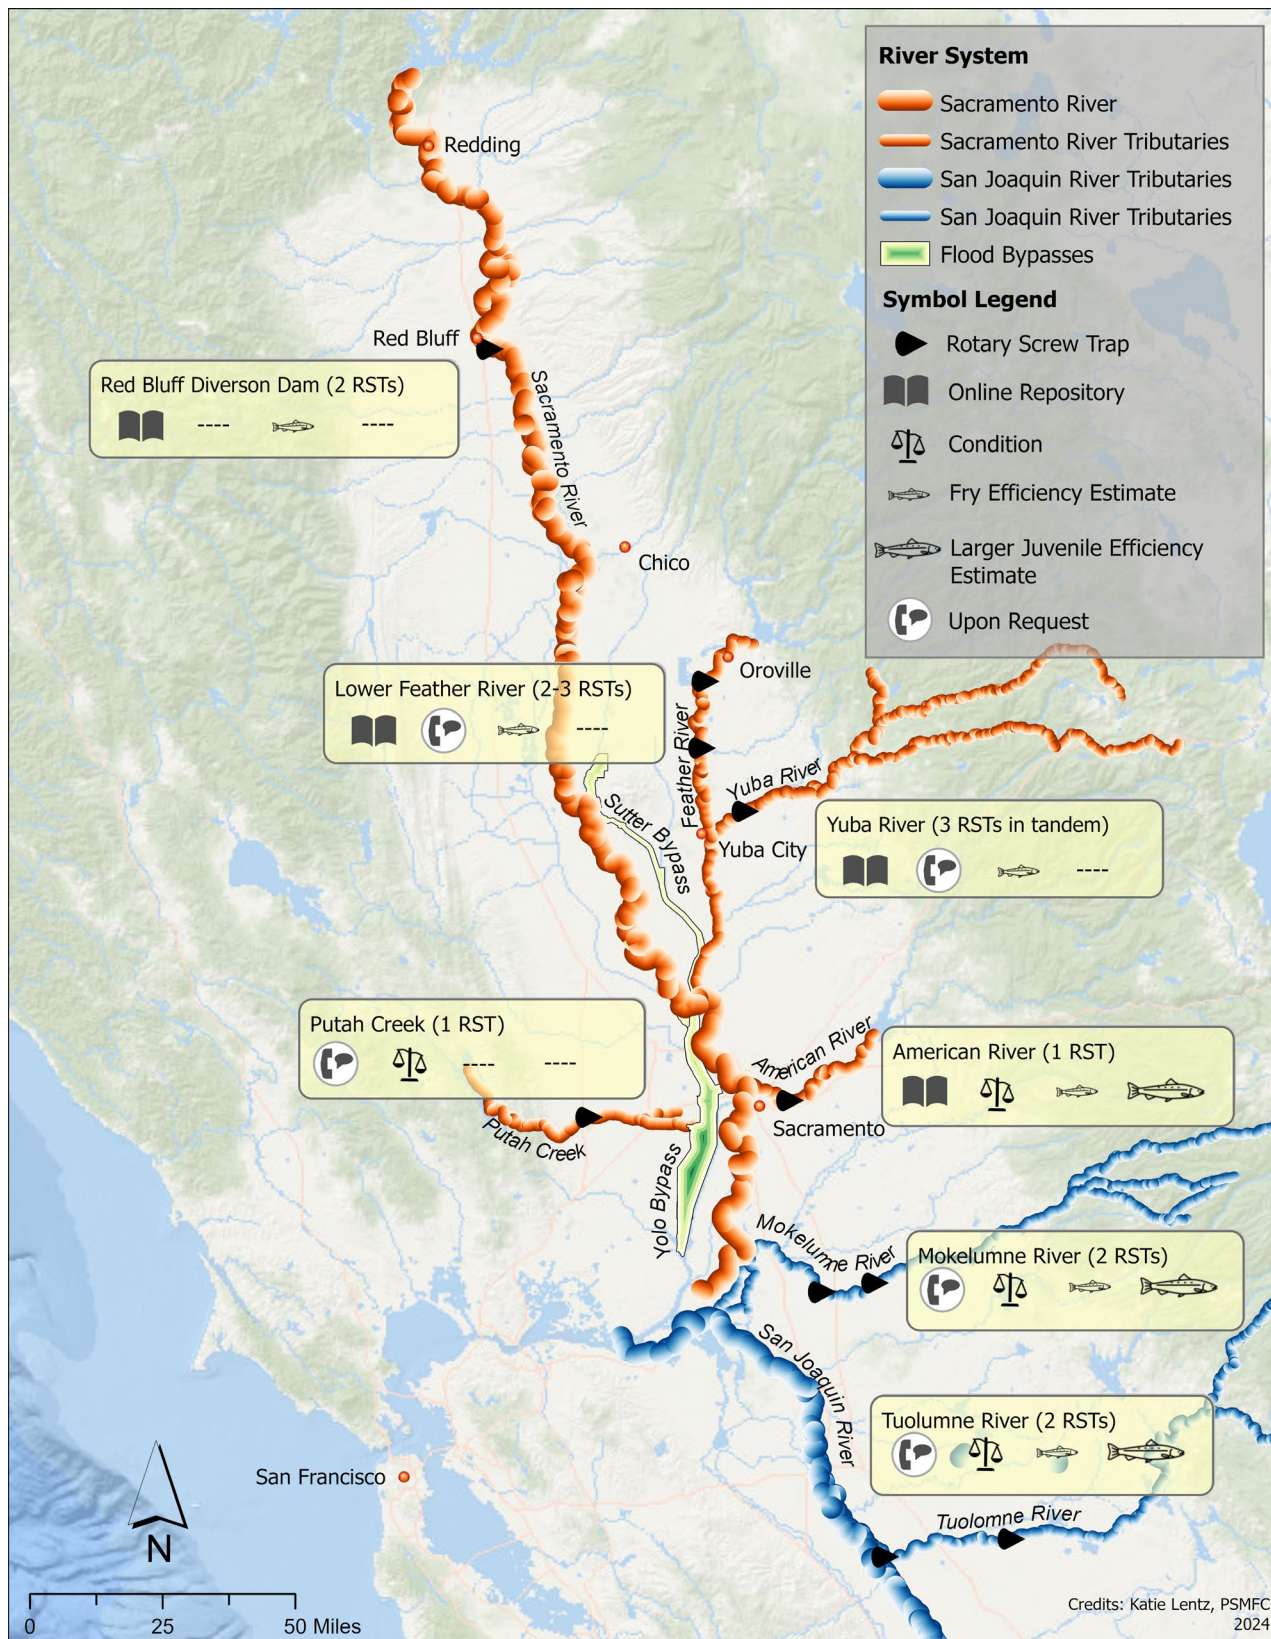 River System
Sacramento River
Sacramento River Tributaries
San Joaquin River Tributaries
San Joaquin River Tributaries
Flood Bypasses
Symbol Legend
Rotary Screw Trap
Online Repository
Condition
Fry Efficiency Estimate
Larger Juvenile Efficiency
Estimate
Upon Request
Redding
Red Bluff
Red Bluff Diverson Dam (2 RSTs)
---- ----
Sacramento River
Chico
Oroville
Lower Feather River (2-3 RSTs)
----
Feather River
Yuba River
Sutter Bypass
Yuba City
Yuba River (3 RSTs in tandem)
----
Putah Creek (1 RST)
---- ----
American River
American River (1 RST)
Sacramento
Putah Creek
Yolo Bypass
Mokelumne River
Mokelumne River (2 RSTs)
San Joaquin River
Tuolumne River (2 RSTs)
San Francisco
Tuolomne River
N
0 25 50 Miles
Credits: Katie Lentz, PSMFC
2024